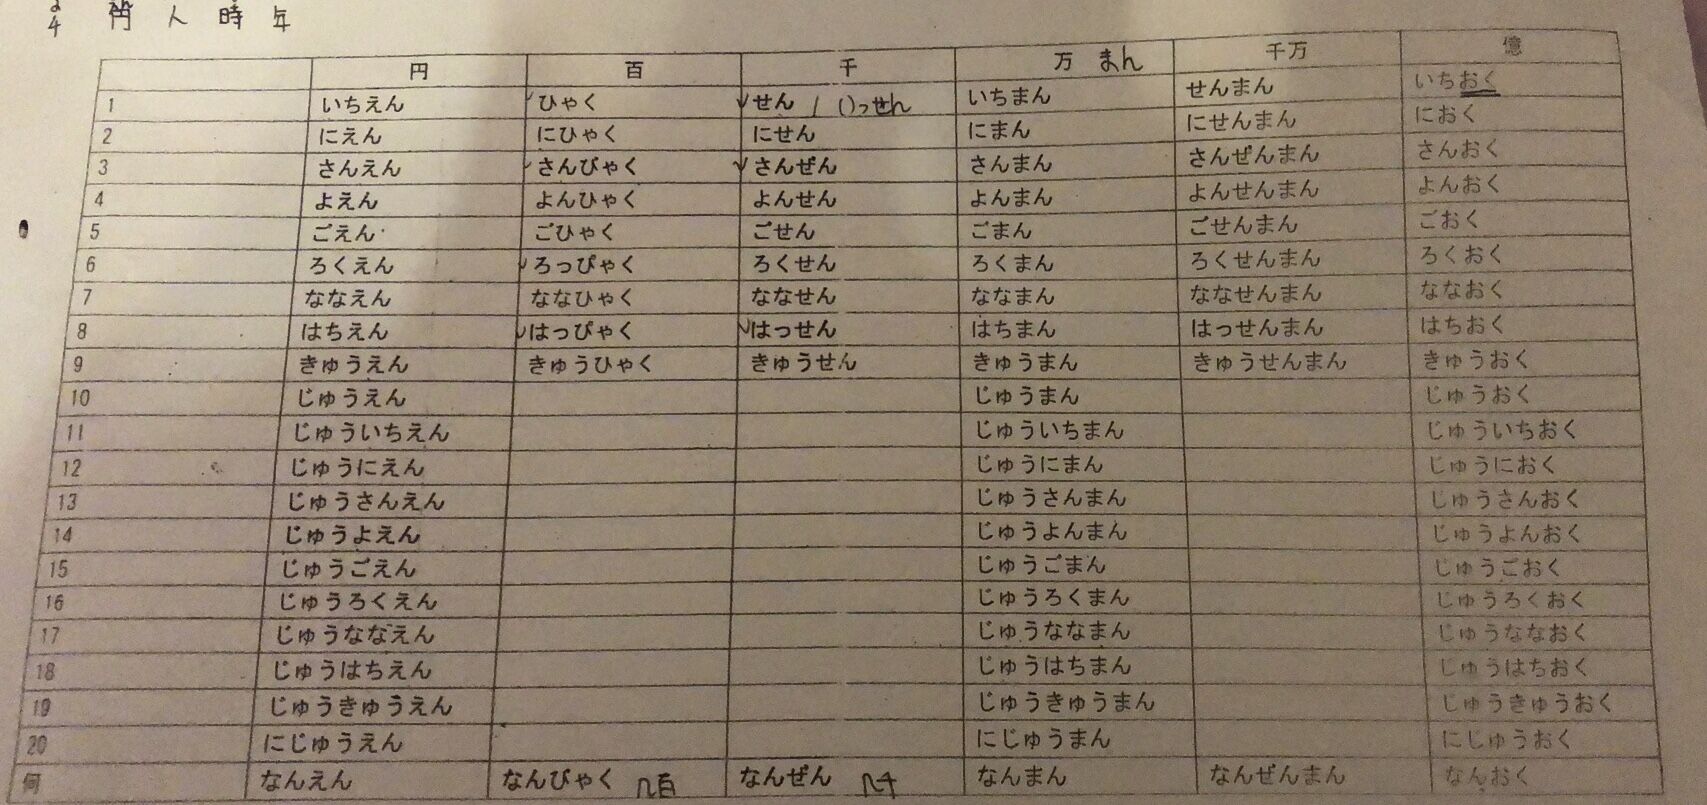 4 円 人 時 年
円 百 千 万 まん 千万 億
1 いちえん ひゃく せん / いっせん いちまん せんまん いちおく
2 にえん にひゃく にせん にまん にせんまん におく
3 さんえん さんびゃく さんぜん さんまん さんぜんまん さんおく
4 よえん よんひゃく よんせん よんまん よんせんまん よんおく
5 ごえん ごひゃく ごせん ごまん ごせんまん ごおく
6 ろくえん ろっぴゃく ろくせん ろくまん ろくせんまん ろくおく
7 ななえん ななひゃく ななせん ななまん ななせんまん ななおく
8 はちえん はっぴゃく はっせん はちまん はっせんまん はちおく
9 きゅうえん きゅうひゃく きゅうせん きゅうまん きゅうせんまん きゅうおく
10 じゅうえん じゅうまん じゅうおく
11 じゅういちえん じゅういちまん じゅういちおく
12 じゅうにえん じゅうにまん じゅうにおく
13 じゅうさんえん じゅうさんまん じゅうさんおく
14 じゅうよえん じゅうよんまん じゅうよんおく
15 じゅうごえん じゅうごまん じゅうごおく
16 じゅうろくえん じゅうろくまん じゅうろくおく
17 じゅうななえん じゅうななまん じゅうななおく
18 じゅうはちえん じゅうはちまん じゅうはちおく
19 じゅうきゅうえん じゅうきゅうまん じゅうきゅうおく
20 にじゅうえん にじゅうまん にじゅうおく
何 なんえん なんびゃく 几百 なんぜん 几千 なんまん なんぜんまん なんおく